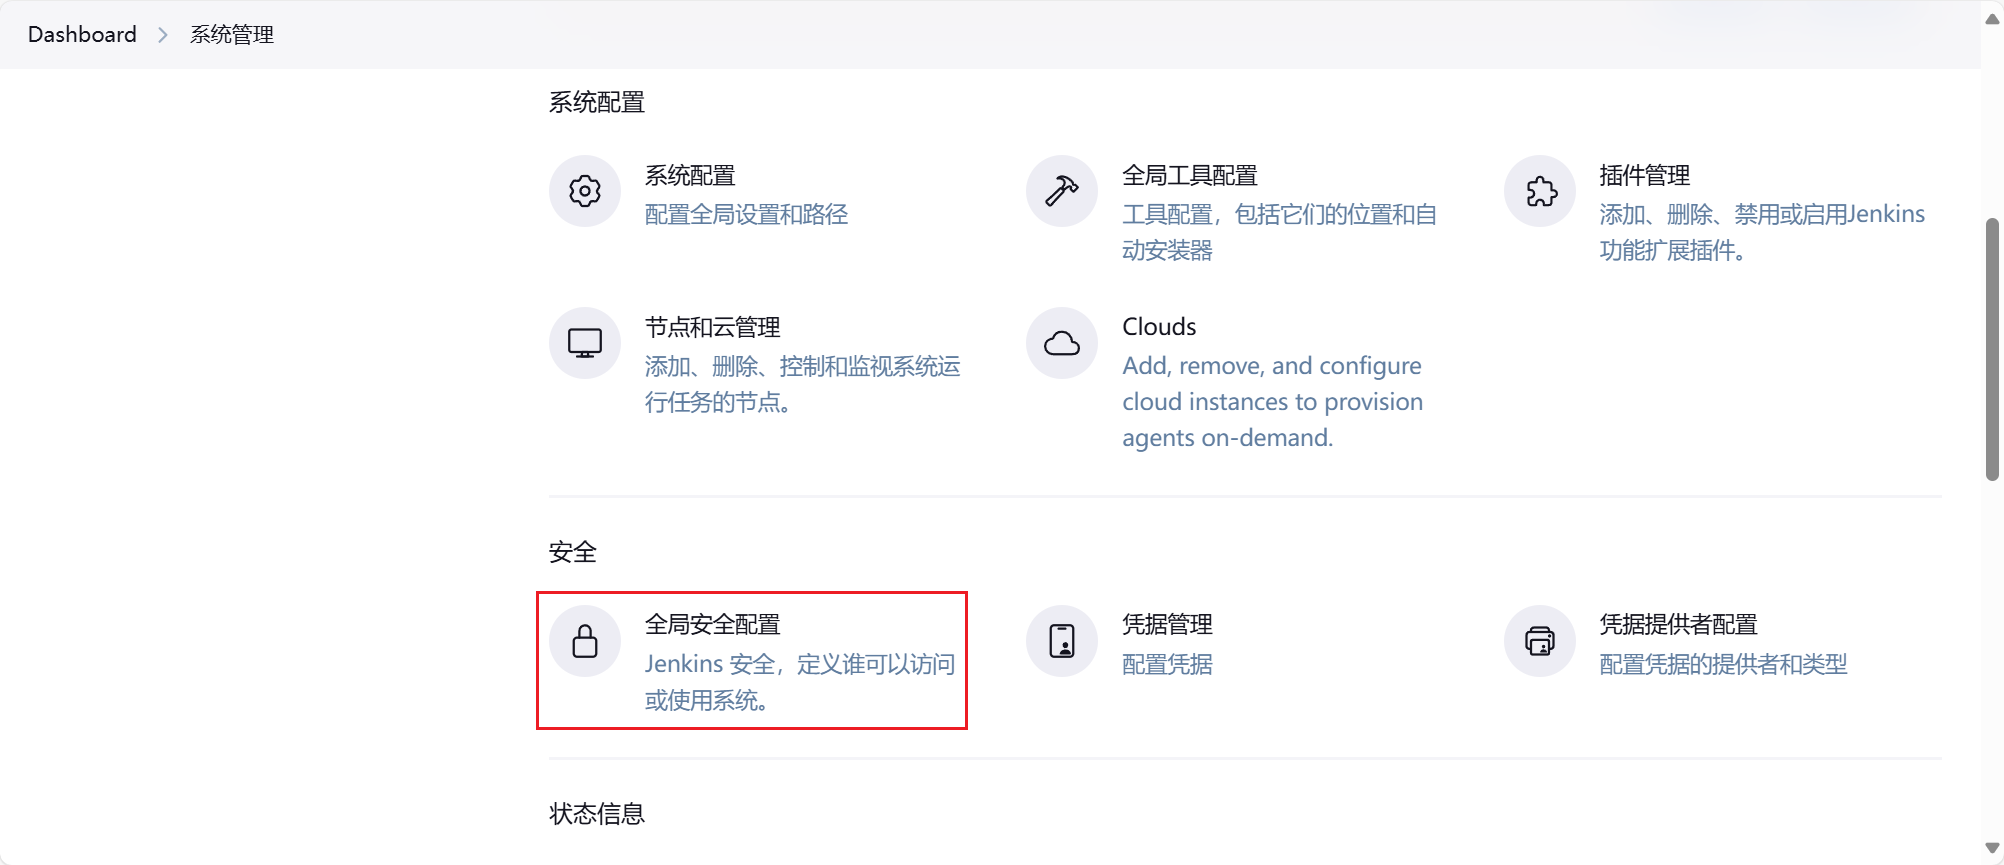 Dashboard > 系统管理
系统配置
系统配置
配置全局设置和路径
全局工具配置
工具配置，包括它们的位置和自
动安装器
插件管理
添加、删除、禁用或启用Jenkins
功能扩展插件。
节点和云管理
添加、删除、控制和监视系统运
行任务的节点。
Clouds
Add, remove, and configure
cloud instances to provision
agents on-demand.
安全
全局安全配置
Jenkins 安全，定义谁可以访问
或使用系统。
凭据管理
配置凭据
凭据提供者配置
配置凭据的提供者和类型
状态信息